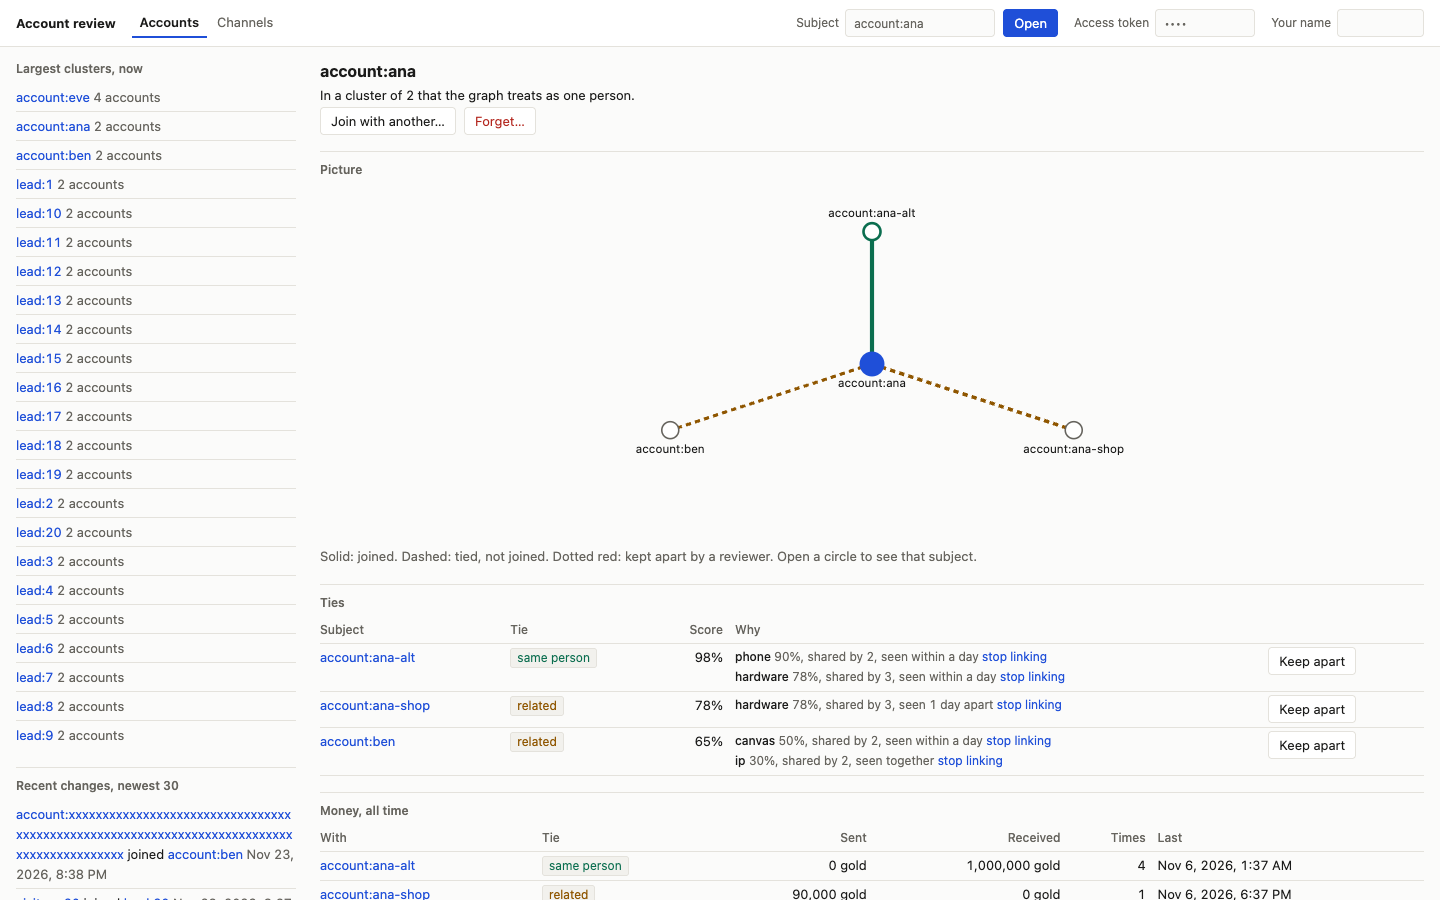 Account review Accounts Channels Subject account:ana Open Access token •••• Your name
Largest clusters, now
account:eve 4 accounts
account:ana 2 accounts
account:ben 2 accounts
lead:1 2 accounts
lead:10 2 accounts
lead:11 2 accounts
lead:12 2 accounts
lead:13 2 accounts
lead:14 2 accounts
lead:15 2 accounts
lead:16 2 accounts
lead:17 2 accounts
lead:18 2 accounts
lead:19 2 accounts
lead:2 2 accounts
lead:20 2 accounts
lead:3 2 accounts
lead:4 2 accounts
lead:5 2 accounts
lead:6 2 accounts
lead:7 2 accounts
lead:8 2 accounts
lead:9 2 accounts
Recent changes, newest 30
account:xxxxxxxxxxxxxxxxxxxxxxxxxxxxxxxxx
xxxxxxxxxxxxxxxxxxxxxxxxxxxxxxxxxxxxxxxxx
xxxxxxxxxxxxxxxx joined account:ben Nov 23,
2026, 8:38 PM
account:ana
In a cluster of 2 that the graph treats as one person.
Join with another... Forget...
Picture
account:ana-alt
account:ana
account:ben
account:ana-shop
Solid: joined. Dashed: tied, not joined. Dotted red: kept apart by a reviewer. Open a circle to see that subject.
Ties
Subject Tie Score Why
account:ana-alt same person 98% phone 90%, shared by 2, seen within a day stop linking
hardware 78%, shared by 3, seen within a day stop linking
Keep apart
account:ana-shop related 78% hardware 78%, shared by 3, seen 1 day apart stop linking
Keep apart
account:ben related 65% canvas 50%, shared by 2, seen within a day stop linking
ip 30%, shared by 2, seen together stop linking
Keep apart
Money, all time
With Tie Sent Received Times Last
account:ana-alt same person 0 gold 1,000,000 gold 4 Nov 6, 2026, 1:37 AM
account:ana-shop related 90,000 gold 0 gold 1 Nov 6, 2026, 6:37 PM